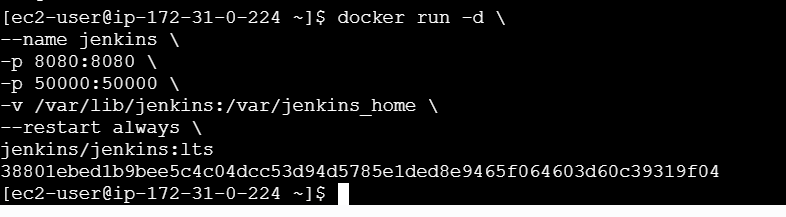 [ec2-user@ip-172-31-0-224 ~]$ docker run -d \
--name jenkins \
-p 8080:8080 \
-p 50000:50000 \
-v /var/lib/jenkins:/var/jenkins_home \
--restart always \
jenkins/jenkins:lts
38801ebed1b9bee5c4c04dcc53d94d5785e1ded8e9465f064603d60c39319f04
[ec2-user@ip-172-31-0-224 ~]$